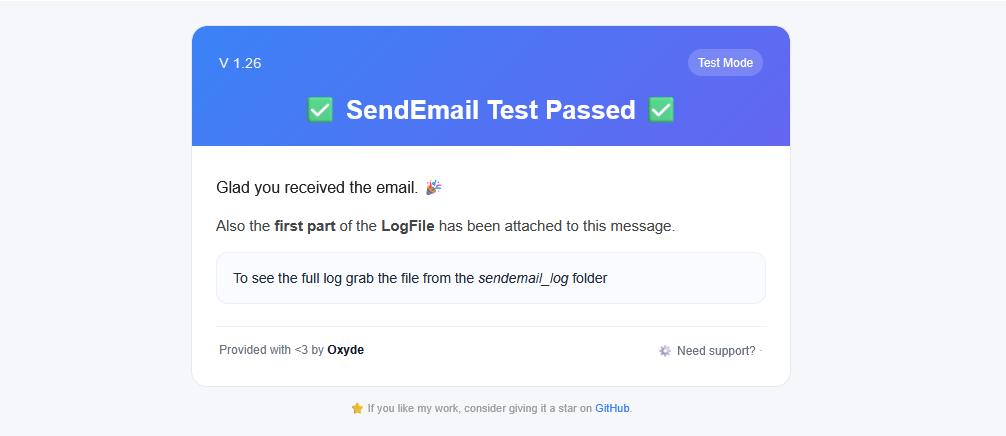 V 1.26
Test Mode
✅ SendEmail Test Passed ✅
Glad you received the email. 🎉
Also the first part of the LogFile has been attached to this message.
To see the full log grab the file from the sendemail_log folder
Provided with <3 by Oxyde
⚙️ Need support? ·
⭐ If you like my work, consider giving it a star on GitHub.